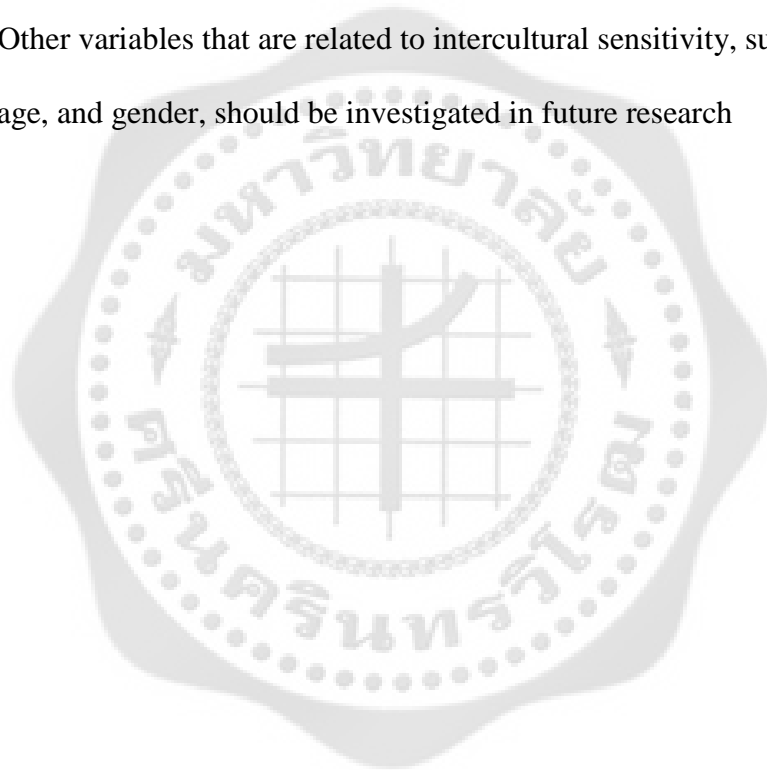 Other variables that are related to intercultural sensitivity, su
age, and gender, should be investigated in future research
มหาวิทยาลัย
ศรีนครินทรวิโรฒ